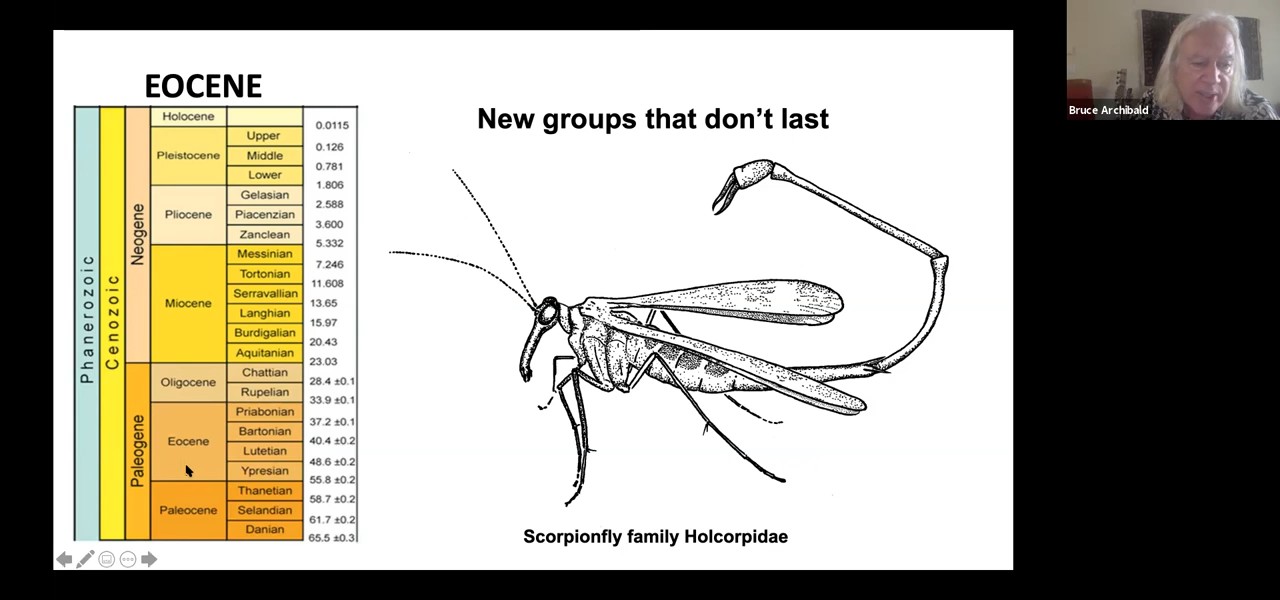 EOCENE
New groups that don't last
Phanerozoic
Cenozoic
Neogene
Paleogene
Holocene
0.0115
Pleistocene
Upper
0.126
Middle
0.781
Lower
1.806
Pliocene
Gelasian
2.588
Piacenzian
3.600
Zanclean
5.332
Miocene
Messinian
7.246
Tortonian
11.608
Serravallian
13.65
Langhian
15.97
Burdigalian
20.43
Aquitanian
23.03
Oligocene
Chattian
28.4 ±0.1
Rupelian
33.9 ±0.1
Eocene
Priabonian
37.2 ±0.1
Bartonian
40.4 ±0.2
Lutetian
48.6 ±0.2
Ypresian
55.8 ±0.2
Paleocene
Thanetian
58.7 ±0.2
Selandian
61.7 ±0.2
Danian
65.5 ±0.3
Scorpionfly family Holcorpidae
Bruce Archibald